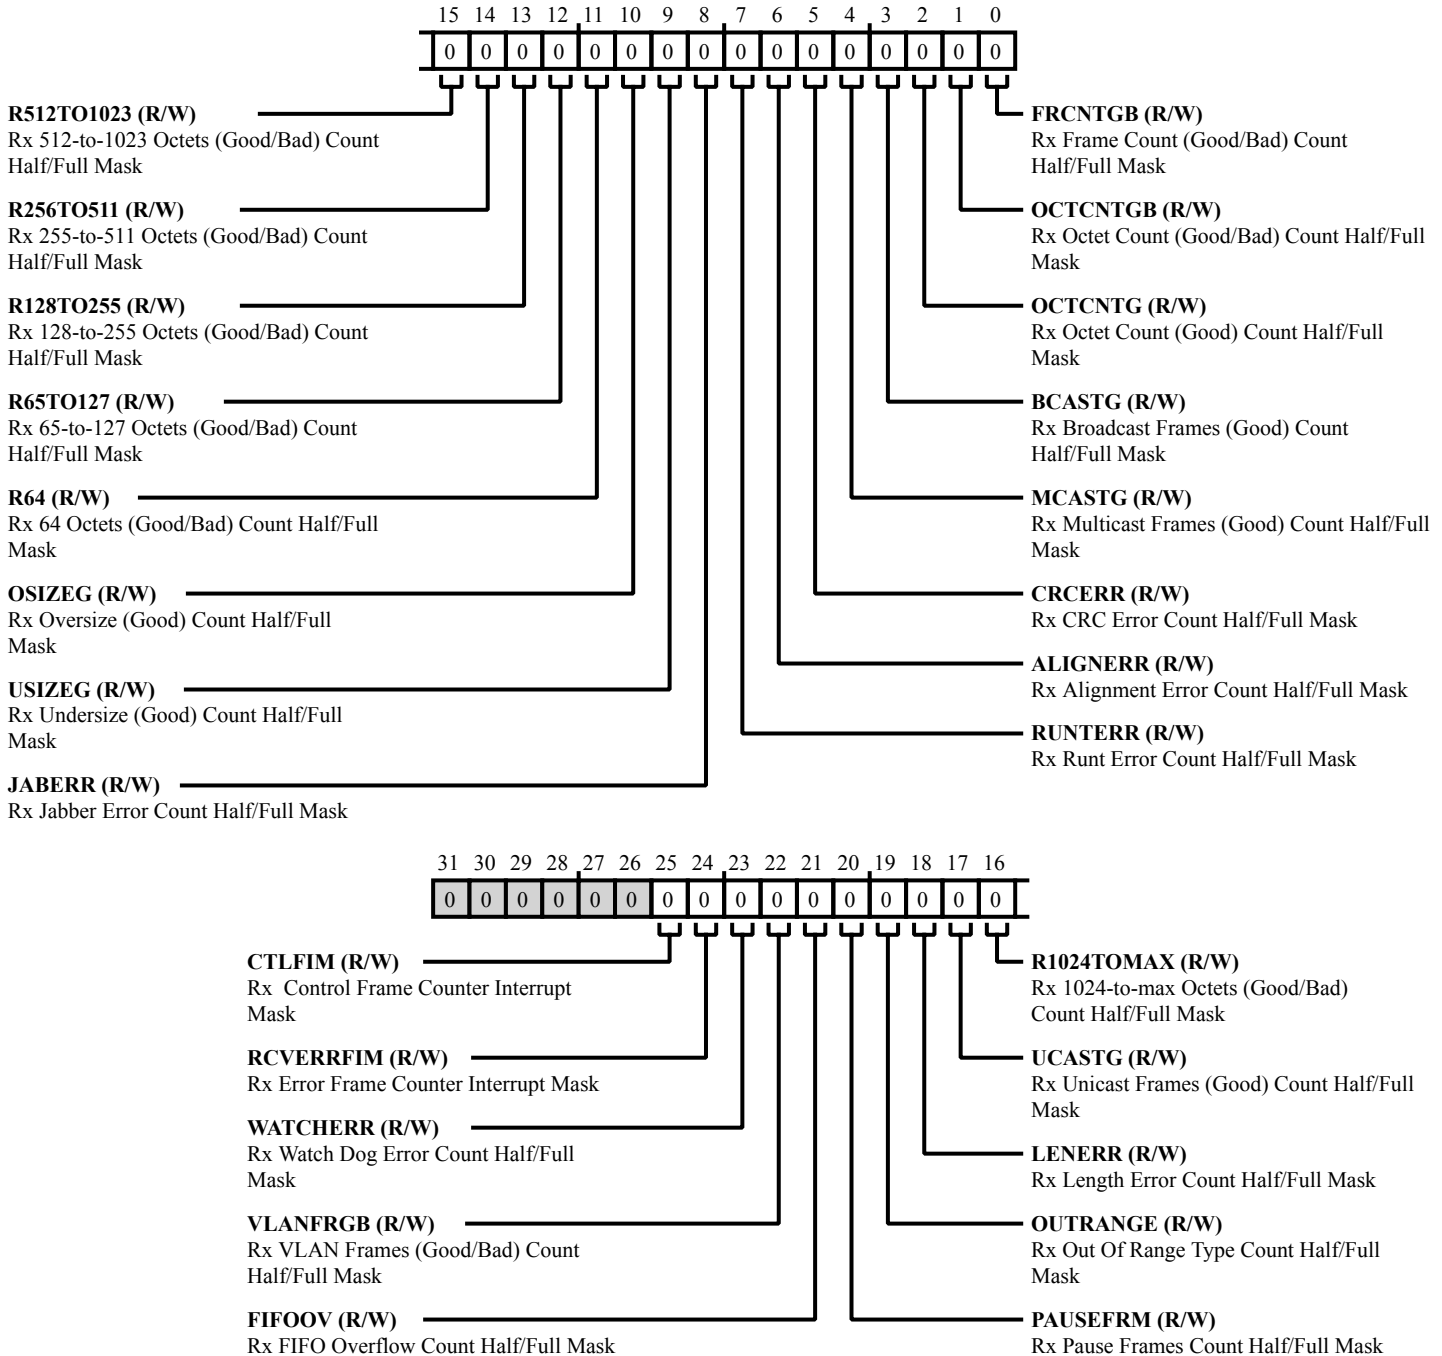 15 14 13 12 11 10 9 8 7 6 5 4 3 2 1 0
0 0 0 0 0 0 0 0 0 0 0 0 0 0 0 0
R512TO1023 (R/W)
Rx 512-to-1023 Octets (Good/Bad) Count
Half/Full Mask
R256TO511 (R/W)
Rx 255-to-511 Octets (Good/Bad) Count
Half/Full Mask
R128TO255 (R/W)
Rx 128-to-255 Octets (Good/Bad) Count
Half/Full Mask
R65TO127 (R/W)
Rx 65-to-127 Octets (Good/Bad) Count
Half/Full Mask
R64 (R/W)
Rx 64 Octets (Good/Bad) Count Half/Full
Mask
OSIZEG (R/W)
Rx Oversize (Good) Count Half/Full
Mask
USIZEG (R/W)
Rx Undersize (Good) Count Half/Full
Mask
JABERR (R/W)
Rx Jabber Error Count Half/Full Mask
FRCNTGB (R/W)
Rx Frame Count (Good/Bad) Count
Half/Full Mask
OCTCNTGB (R/W)
Rx Octet Count (Good/Bad) Count Half/Full
Mask
OCTCNTG (R/W)
Rx Octet Count (Good) Count Half/Full
Mask
BCASTG (R/W)
Rx Broadcast Frames (Good) Count
Half/Full Mask
MCASTG (R/W)
Rx Multicast Frames (Good) Count Half/Full
Mask
CRCERR (R/W)
Rx CRC Error Count Half/Full Mask
ALIGNERR (R/W)
Rx Alignment Error Count Half/Full Mask
RUNTERR (R/W)
Rx Runt Error Count Half/Full Mask
31 30 29 28 27 26 25 24 23 22 21 20 19 18 17 16
0 0 0 0 0 0 0 0 0 0 0 0 0 0 0 0
CTLFIM (R/W)
Rx Control Frame Counter Interrupt
Mask
RCVERRFIM (R/W)
Rx Error Frame Counter Interrupt Mask
WATCHERR (R/W)
Rx Watch Dog Error Count Half/Full
Mask
VLANFRGB (R/W)
Rx VLAN Frames (Good/Bad) Count
Half/Full Mask
FIFOOV (R/W)
Rx FIFO Overflow Count Half/Full Mask
R1024TOMAX (R/W)
Rx 1024-to-max Octets (Good/Bad)
Count Half/Full Mask
UCASTG (R/W)
Rx Unicast Frames (Good) Count Half/Full
Mask
LENERR (R/W)
Rx Length Error Count Half/Full Mask
OUTRANGE (R/W)
Rx Out Of Range Type Count Half/Full
Mask
PAUSEFRM (R/W)
Rx Pause Frames Count Half/Full Mask